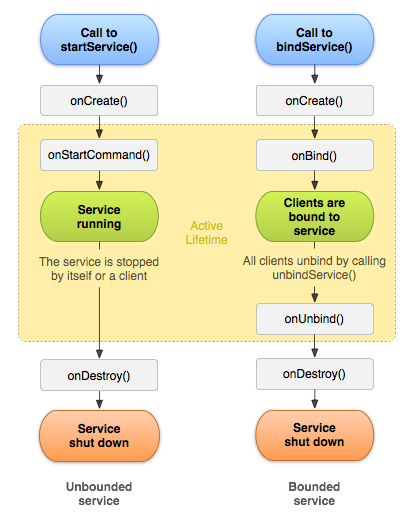 Call to
startService()
onCreate()
onStartCommand()
Service
running
The service is stopped
by itself or a client
onDestroy()
Service
shut down
Unbounded
service
Active
Lifetime
Call to
bindService()
onCreate()
onBind()
Clients are
bound to
service
All clients unbind by calling
unbindService()
onUnbind()
onDestroy()
Service
shut down
Bounded
service